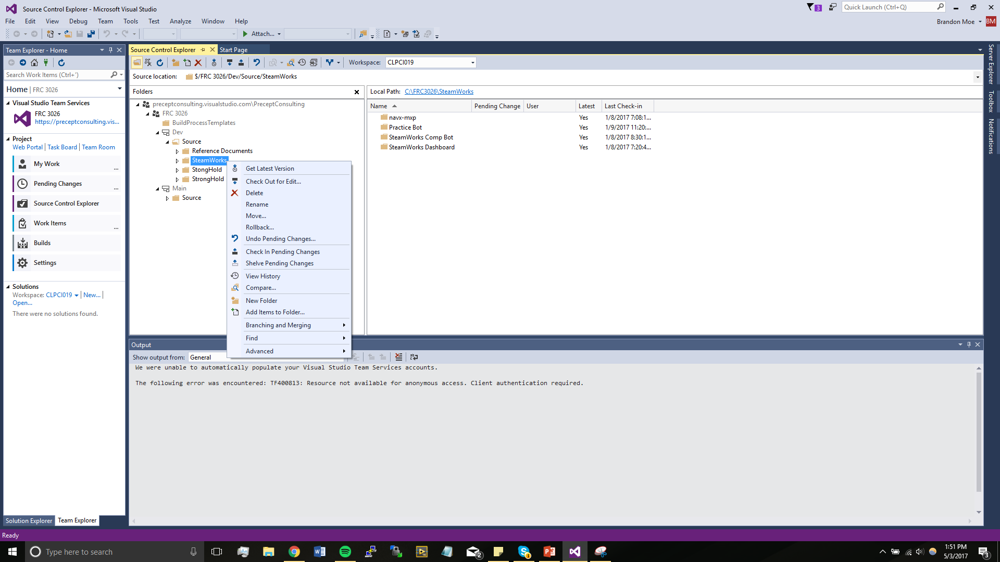 Source Control Explorer - Microsoft Visual Studio
3
Quick Launch (Ctrl+Q)
File Edit View Debug Team Tools Test Analyze Window Help
Brandon Moe BM
Attach...
Team Explorer - Home
Search Work Items (Ctrl+')
Home | FRC 3026
Visual Studio Team Services
FRC 3026
https://preceptconsulting.vis...
Project
Web Portal | Task Board | Team Room
My Work
...
Pending Changes
...
Source Control Explorer
Work Items
...
Builds
Settings
Solutions
Workspace: CLPCI019 | New... |
Open...
There were no solutions found.
Solution Explorer Team Explorer
Source Control Explorer Start Page
Workspace: CLPCI019
Source location: $/FRC 3026/Dev/Source/SteamWorks
Folders
preceptconsulting.visualstudio.com\PreceptConsulting
FRC 3026
BuildProcessTemplates
Dev
Source
Reference Documents
SteamWorks
StongHold
StrongHold
Main
Source
Get Latest Version
Check Out for Edit...
Delete
Rename
Move...
Rollback...
Undo Pending Changes...
Check In Pending Changes
Shelve Pending Changes
View History
Compare...
New Folder
Add Items to Folder...
Branching and Merging
Find
Advanced
Local Path: C:\FRC3026\SteamWorks
Name Pending Change User Latest Last Check-in
navx-mxp Yes 1/8/2017 7:08:1...
Practice Bot Yes 1/9/2017 11:20:...
SteamWorks Comp Bot Yes 1/8/2017 8:30:1...
SteamWorks Dashboard Yes 1/8/2017 7:20:4...
Server Explorer
Toolbox
Notifications
Output
Show output from: General
We were unable to automatically populate your Visual Studio Team Services accounts.
The following error was encountered: TF400813: Resource not available for anonymous access. Client authentication required.
Ready
Type here to search
2
1
1:51 PM
5/3/2017
3